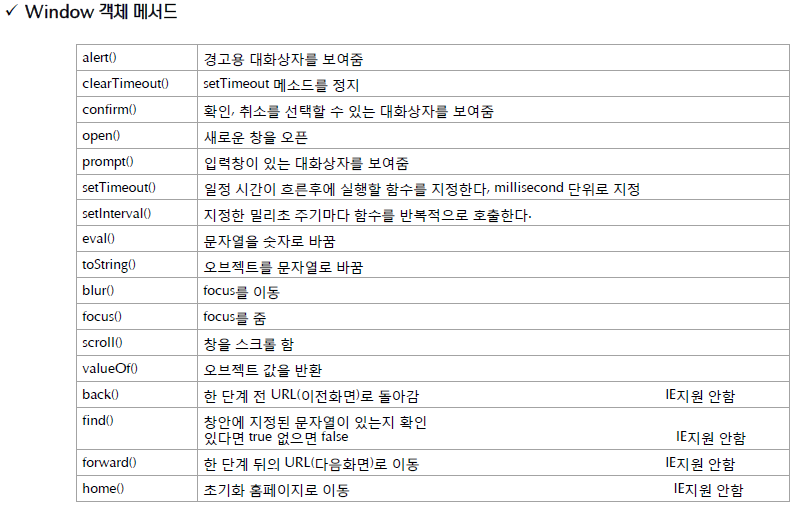 ✓ Window 객체 메서드
alert() 경고용 대화상자를 보여줌
clearTimeout() setTimeout 메소드를 정지
confirm() 확인, 취소를 선택할 수 있는 대화상자를 보여줌
open() 새로운 창을 오픈
prompt() 입력창이 있는 대화상자를 보여줌
setTimeout() 일정 시간이 흐른후에 실행할 함수를 지정한다, millisecond 단위로 지정
setInterval() 지정한 밀리초 주기마다 함수를 반복적으로 호출한다.
eval() 문자열을 숫자로 바꿈
toString() 오브젝트를 문자열로 바꿈
blur() focus를 이동
focus() focus를 줌
scroll() 창을 스크롤 함
valueOf() 오브젝트 값을 반환
back() 한 단계 전 URL(이전화면)로 돌아감 IE지원 안함
find() 창안에 지정된 문자열이 있는지 확인
있다면 true 없으면 false IE지원 안함
forward() 한 단계 뒤의 URL(다음화면)로 이동 IE지원 안함
home() 초기화 홈페이지로 이동 IE지원 안함